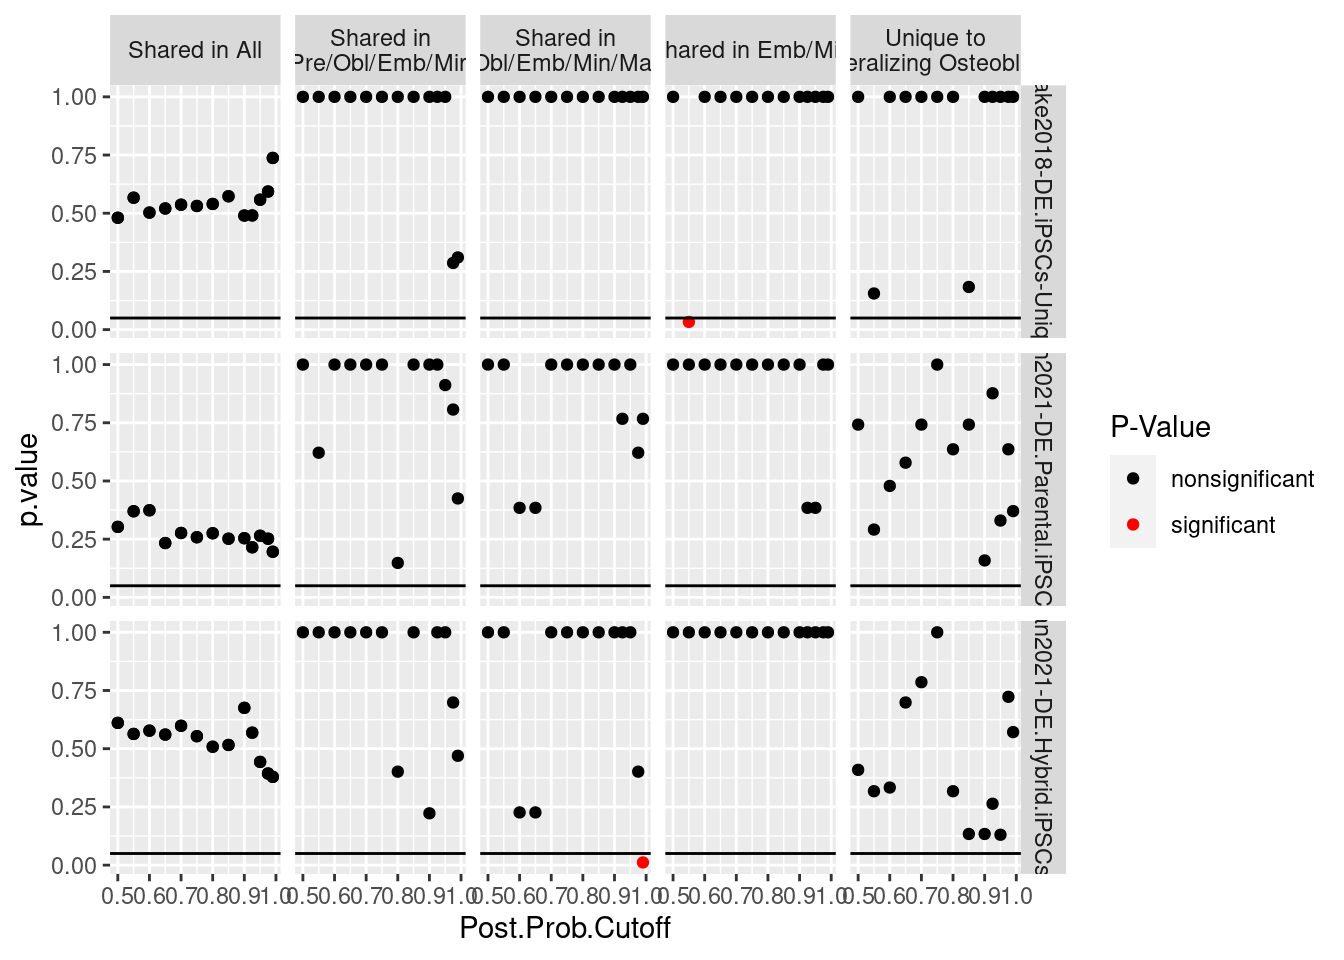 Shared in All
Shared in
Pre/Obl/Emb/Min
Shared in
Obl/Emb/Min/Ma
hared in Emb/Mi
Unique to
eralizing Osteobl
1.00
0.75
0.50
0.25
0.00
ake2018-DE.iPSCs-Uniq
1.00
0.75
0.50
0.25
0.00
n2021-DE.Parental.iPSC
1.00
0.75
0.50
0.25
0.00
an2021-DE.Hybrid.iPSCs
p.value
0.50.60.70.80.91.0
0.50.60.70.80.91.0
0.50.60.70.80.91.0
0.50.60.70.80.91.0
0.50.60.70.80.91.0
Post.Prob.Cutoff
P-Value
nonsignificant
significant